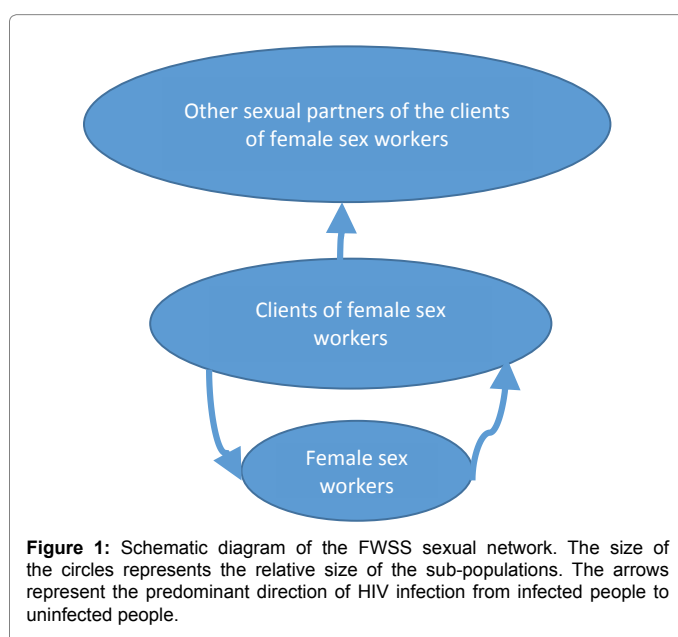 Other sexual partners of the clients
of female sex workers
Clients of female sex
workers
Female sex
workers
Figure 1: Schematic diagram of the FWSS sexual network. The size of
the circles represents the relative size of the sub-populations. The arrows
represent the predominant direction of HIV infection from infected people to
uninfected people.